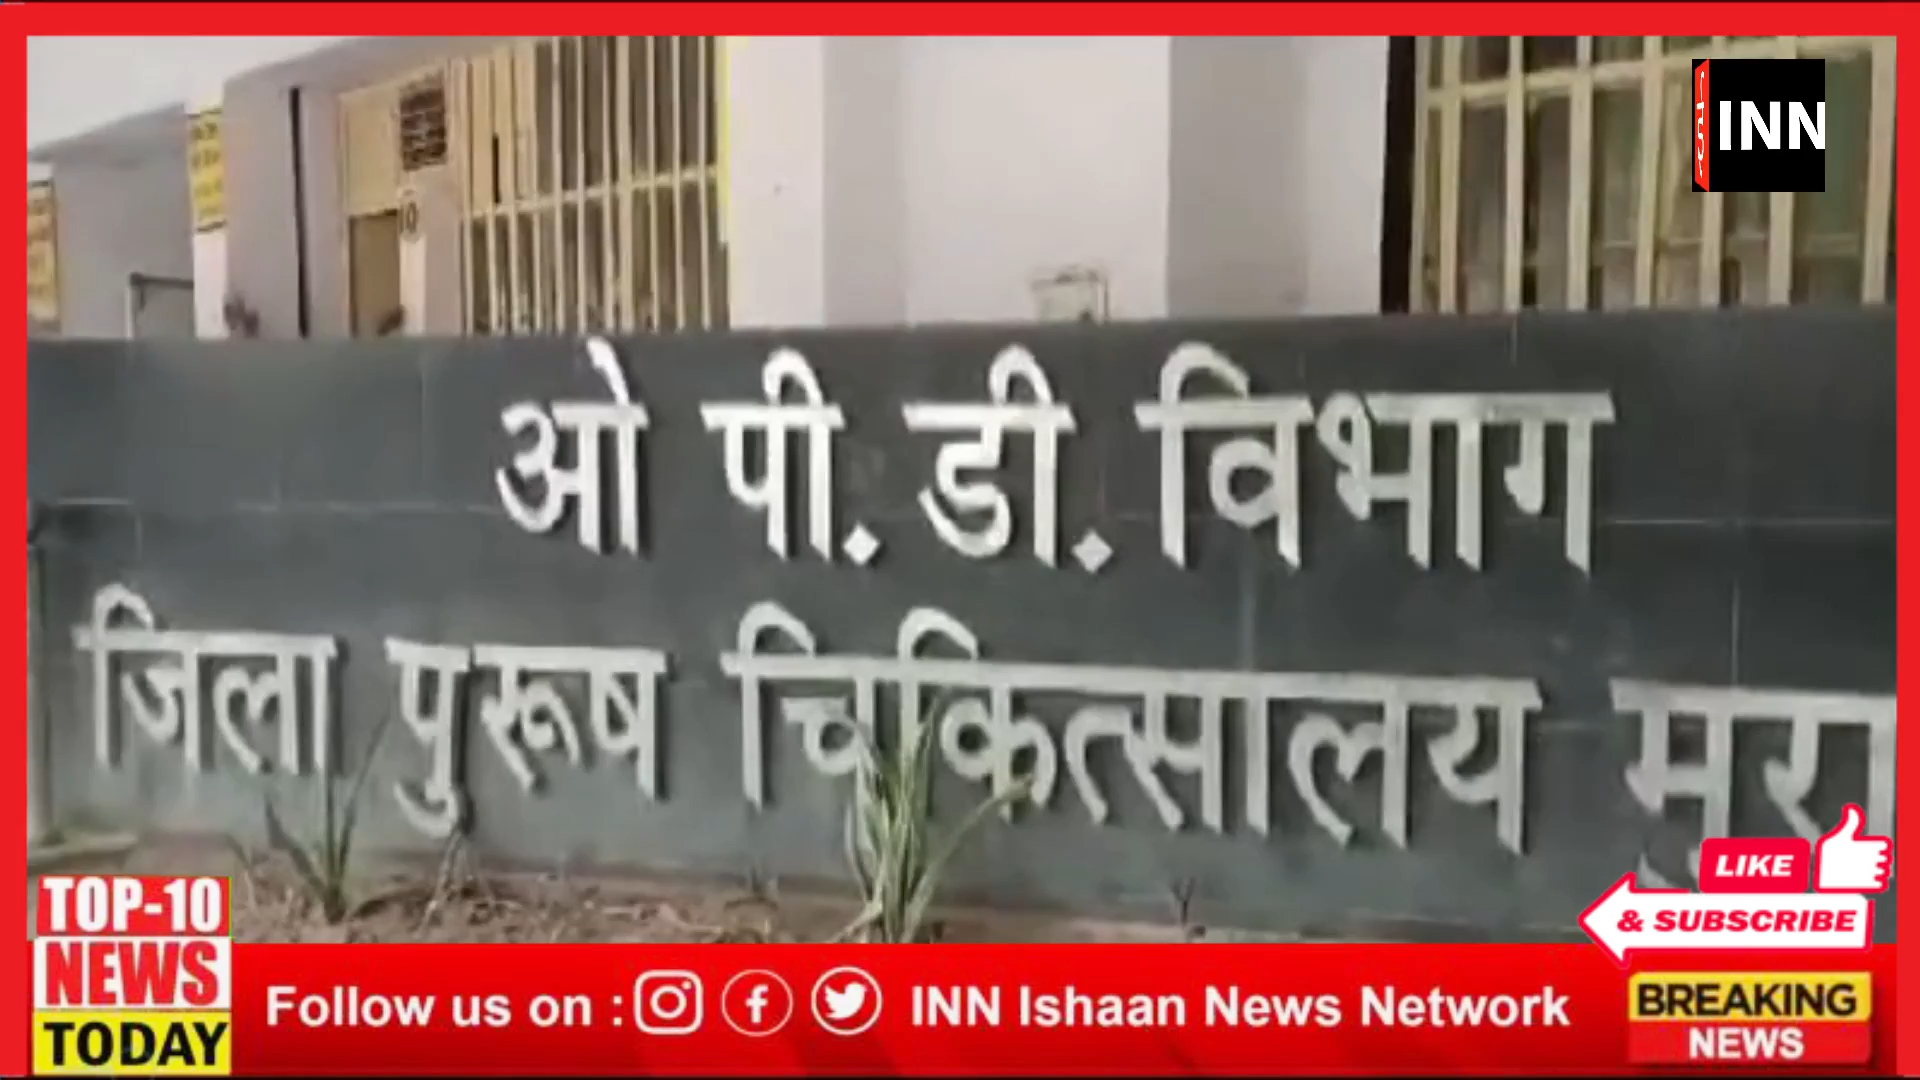 INN
ओ पी. डी. विभाग
जिला पुरूष चिकित्सालय मुरा
LIKE
& SUBSCRIBE
TOP-10
NEWS
TODAY
Follow us on : INN Ishaan News Network
BREAKING
NEWS